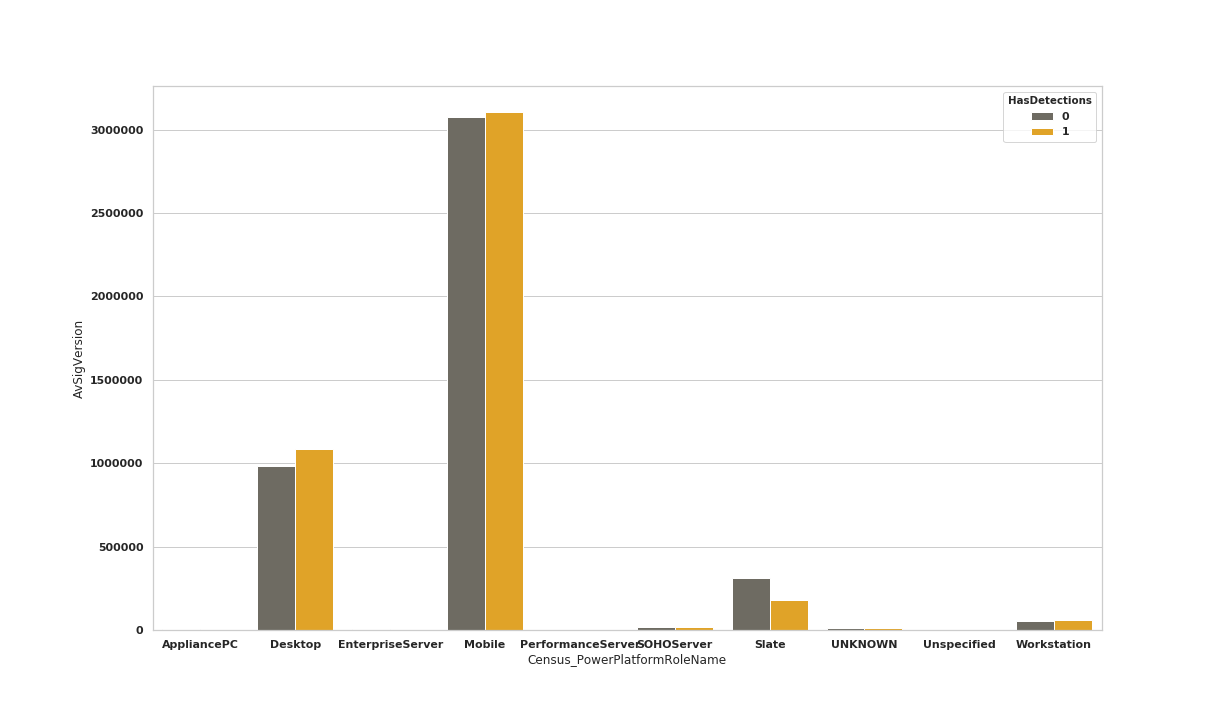 HasDetections
0
1
3000000
2500000
2000000
1500000
1000000
500000
0
AvSigVersion
AppliancePC Desktop EnterpriseServer Mobile PerformanceServer SOHOServer Slate UNKNOWN Unspecified Workstation
Census_PowerPlatformRoleName